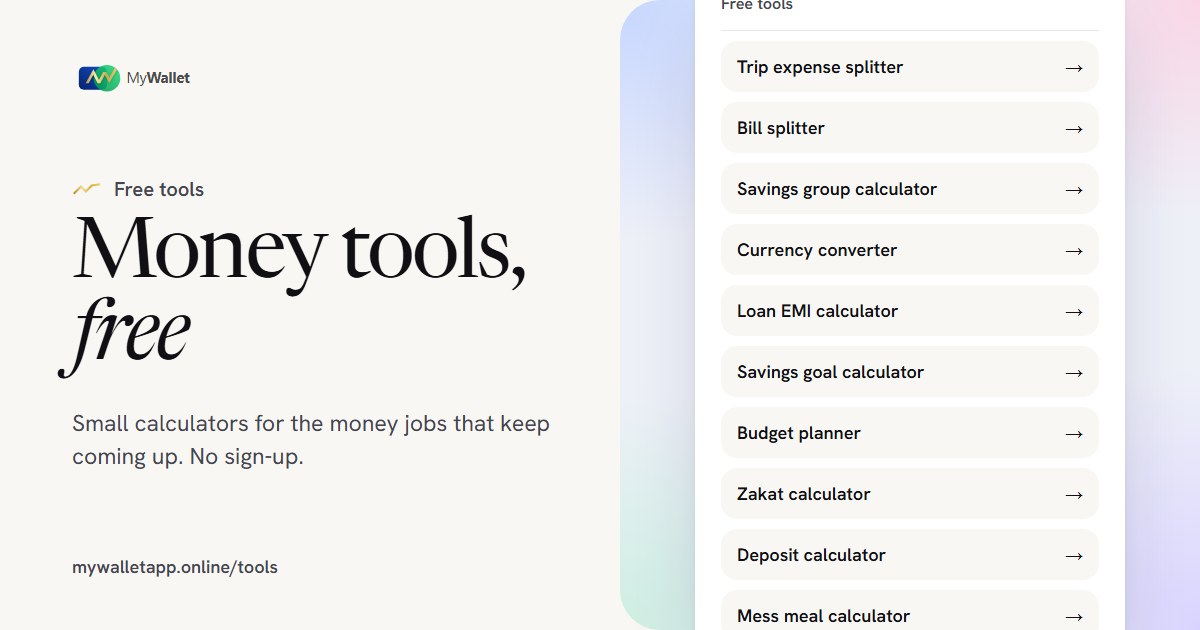 MyWallet
Free tools
Money tools,
free
Small calculators for the money jobs that keep
coming up. No sign-up.
mywalletapp.online/tools
Free tools
Trip expense splitter →
Bill splitter →
Savings group calculator →
Currency converter →
Loan EMI calculator →
Savings goal calculator →
Budget planner →
Zakat calculator →
Deposit calculator →
Mess meal calculator →